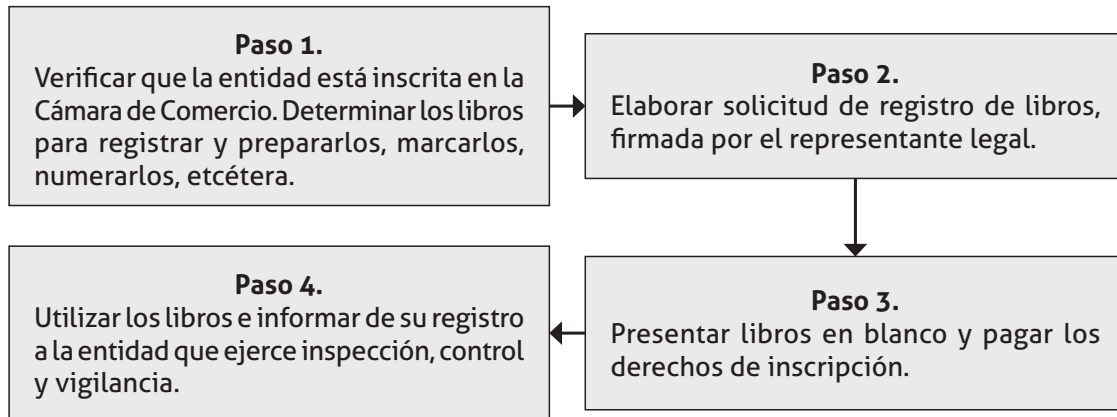 Paso 1.
Verificar que la entidad está inscrita en la
Cámara de Comercio. Determinar los libros
para registrar y prepararlos, marcarlos,
numerarlos, etcétera.
Paso 2.
Elaborar solicitud de registro de libros,
firmada por el representante legal.
Paso 3.
Presentar libros en blanco y pagar los
derechos de inscripción.
Paso 4.
Utilizar los libros e informar de su registro
a la entidad que ejerce inspección, control
y vigilancia.